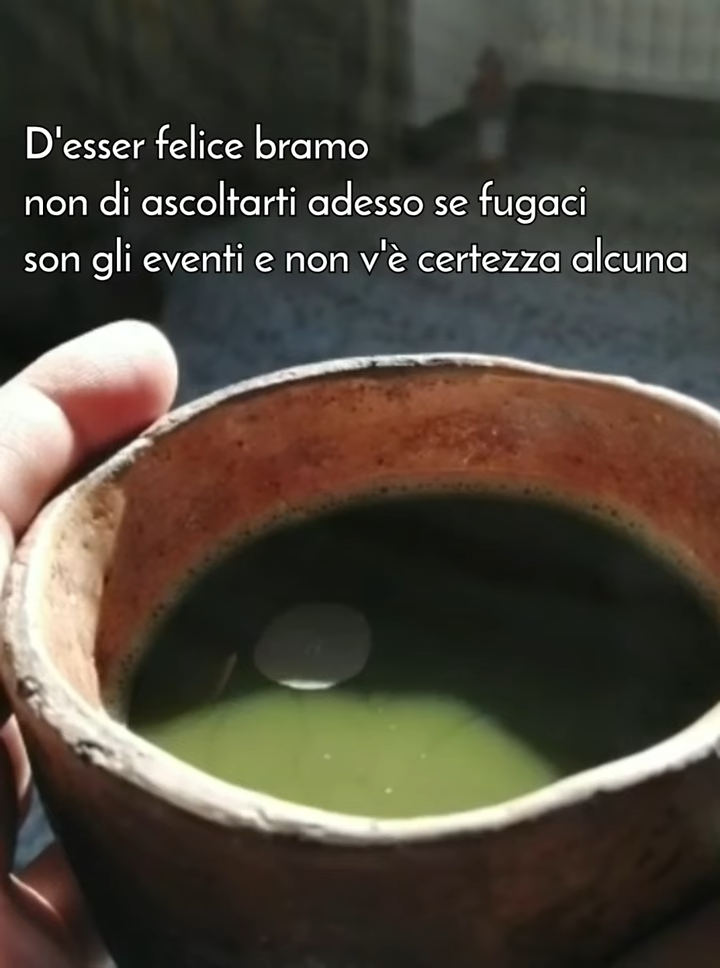 D'esser felice bramo
non di ascoltarti adesso se fugaci
son gli eventi e non v'è certezza alcuna